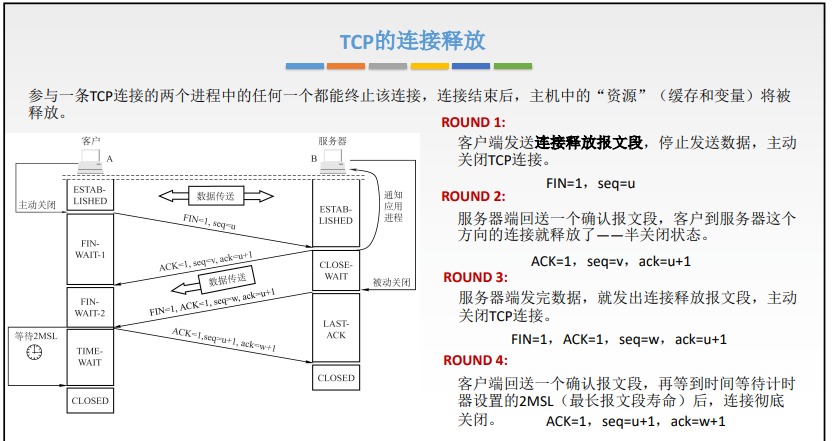 TCP的连接释放
参与一条TCP连接的两个进程中的任何一个都能终止该连接，连接结束后，主机中的“资源”（缓存和变量）将被
释放。
客户
A
服务器
B
主动关闭
ESTAB-
LISHED
数据传送
ESTAB-
LISHED
通知
应用
进程
FIN=1, seq=u
FIN-
WAIT-1
ACK=1, seq=v, ack=u+1
CLOSE-
WAIT
数据传送
被动关闭
FIN-
WAIT-2
FIN=1, ACK=1, seq=w, ack=u+1
LAST-
ACK
等待2MSL
TIME-
WAIT
ACK=1,seq=u+1, ack=w+1
CLOSED
CLOSED
ROUND 1:
客户端发送连接释放报文段，停止发送数据，主动
关闭TCP连接。
FIN=1，seq=u
ROUND 2:
服务器端回送一个确认报文段，客户到服务器这个
方向的连接就释放了——半关闭状态。
ACK=1，seq=v，ack=u+1
ROUND 3:
服务器端发完数据，就发出连接释放报文段，主动
关闭TCP连接。
FIN=1，ACK=1，seq=w，ack=u+1
ROUND 4:
客户端回送一个确认报文段，再等到时间等待计时
器设置的2MSL（最长报文段寿命）后，连接彻底
关闭。 ACK=1，seq=u+1，ack=w+1